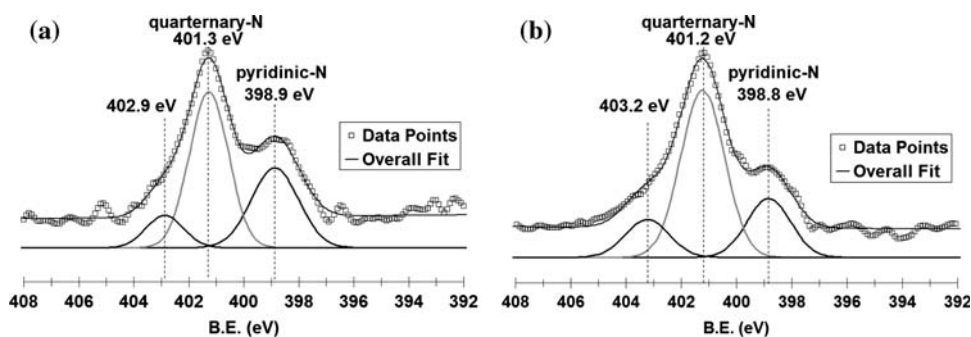 (a)
quarternary-N
401.3 eV
pyridinic-N
398.9 eV
402.9 eV
Data Points
Overall Fit
408 406 404 402 400 398 396 394 392
B.E. (eV)
(b)
quarternary-N
401.2 eV
pyridinic-N
398.8 eV
403.2 eV
Data Points
Overall Fit
408 406 404 402 400 398 396 394 392
B.E. (eV)